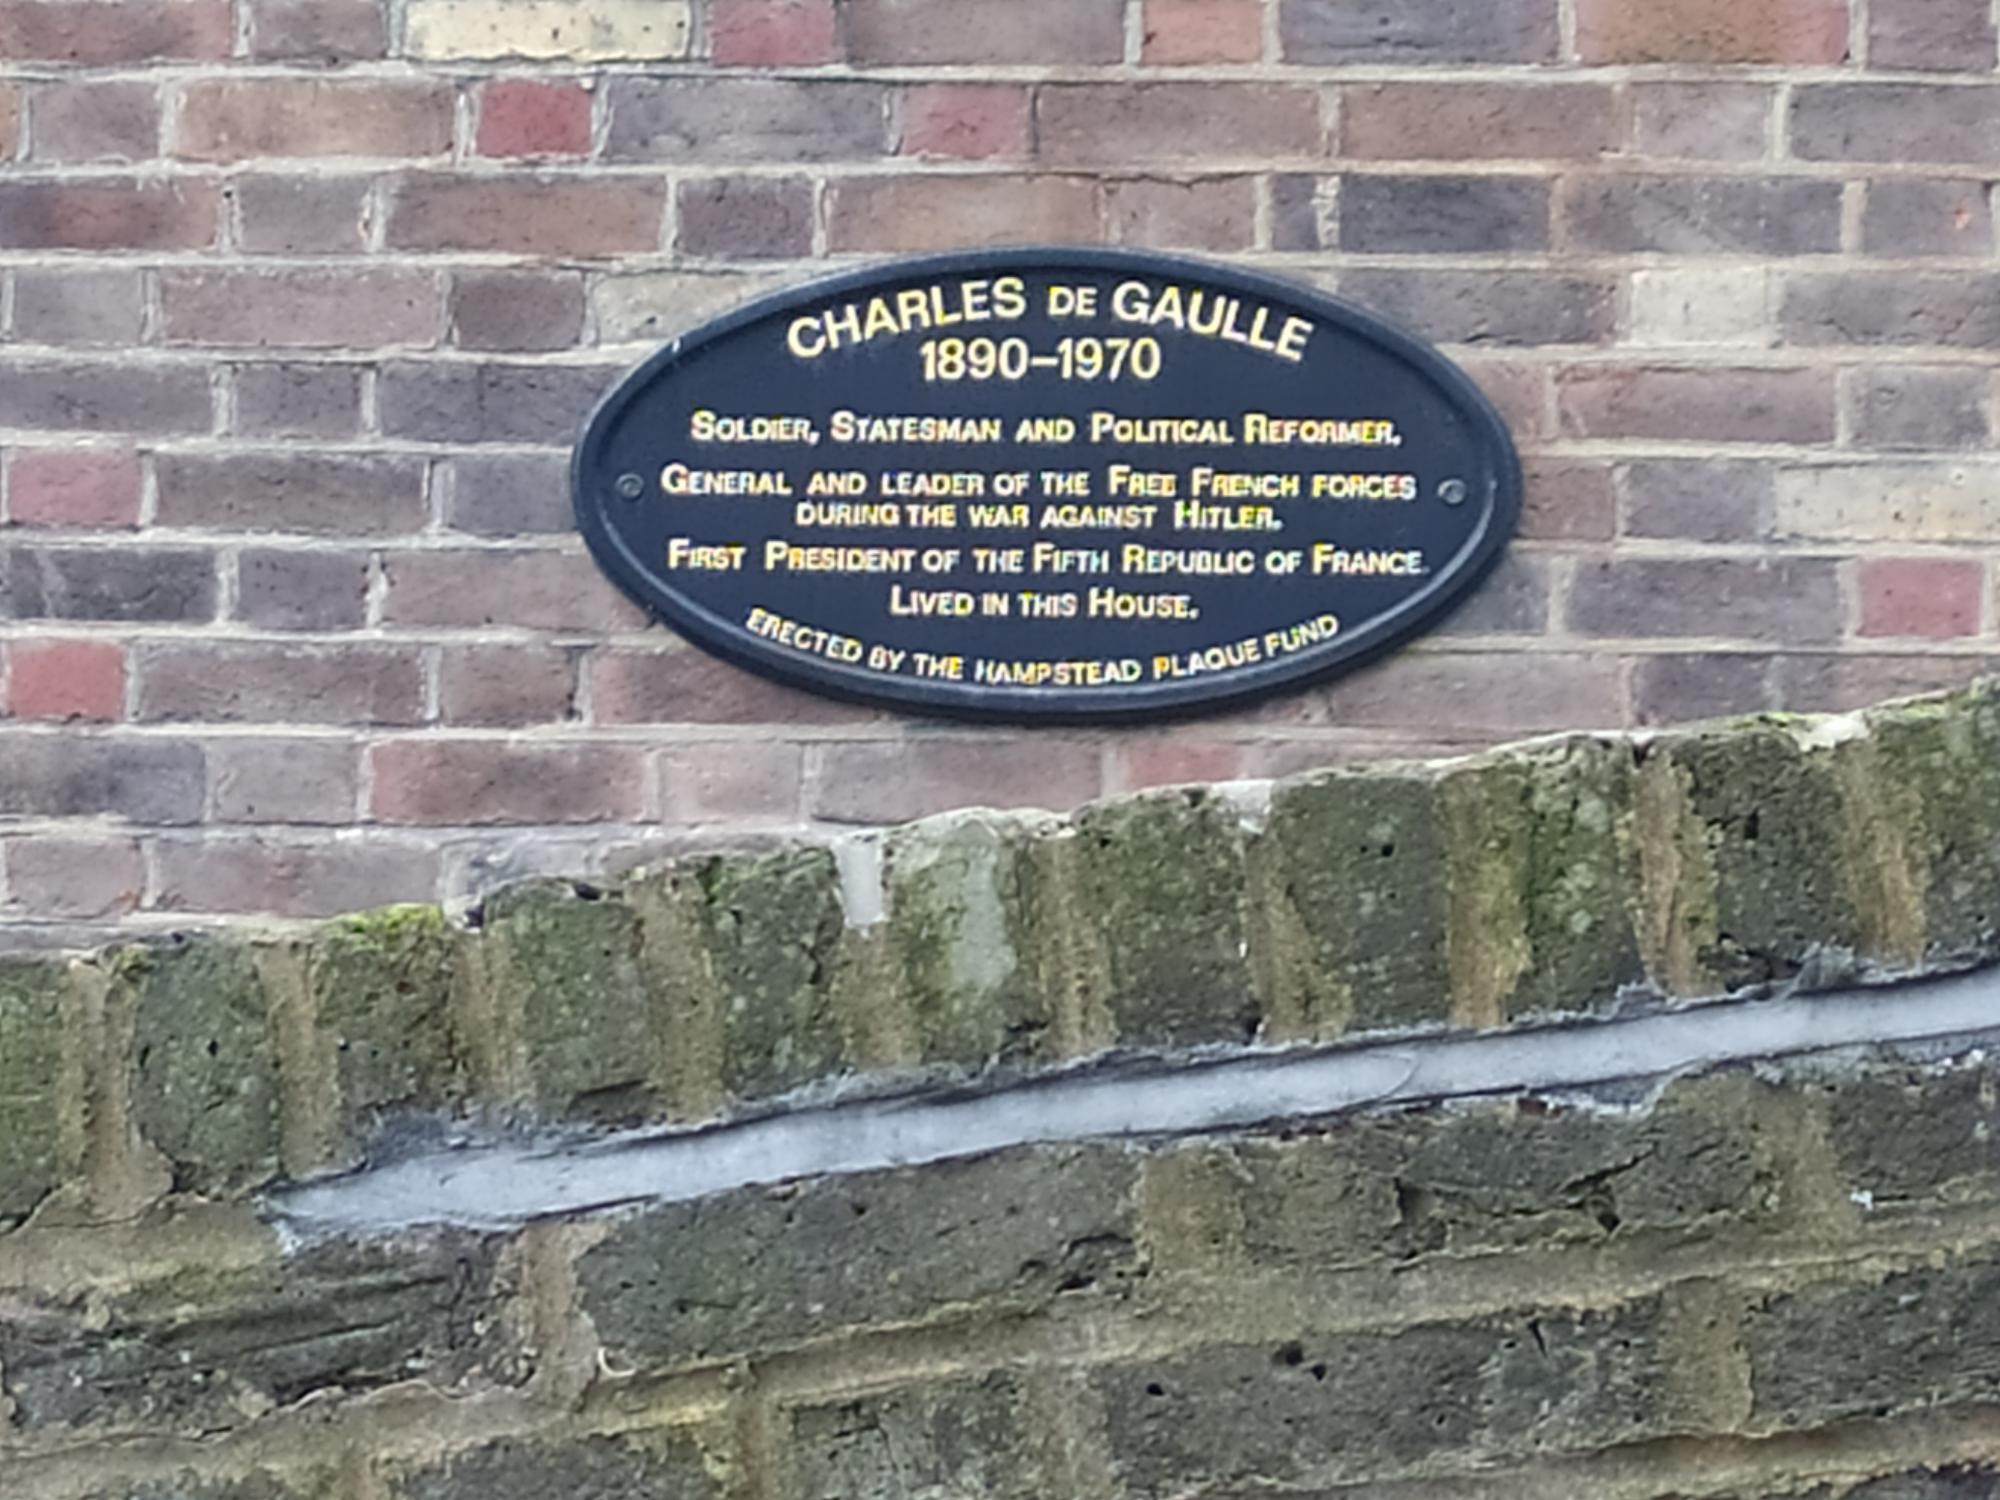 CHARLES DE GAULLE
1890–1970
SOLDIER, STATESMAN AND POLITICAL REFORMER.
GENERAL AND LEADER OF THE FREE FRENCH FORCES
DURING THE WAR AGAINST HITLER.
FIRST PRESIDENT OF THE FIFTH REPUBLIC OF FRANCE.
LIVED IN THIS HOUSE.
ERECTED BY THE HAMPSTEAD PLAQUE FUND